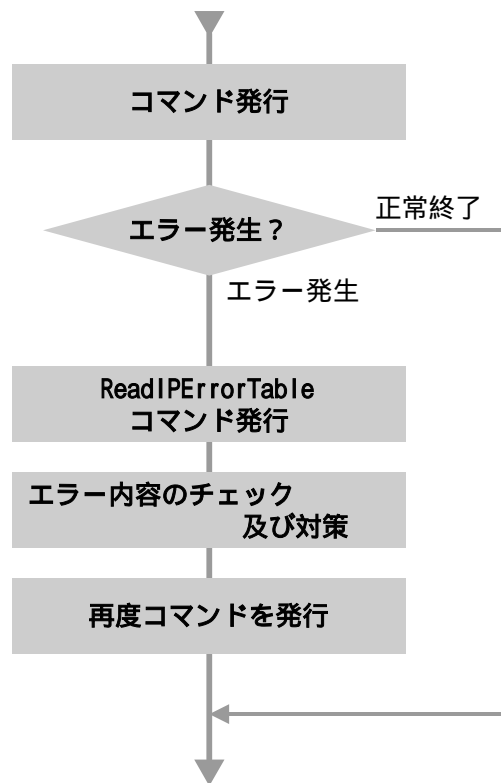 コマンド発行
エラー発生？
正常終了
エラー発生
ReadIPErrorTable
コマンド発行
エラー内容のチェック
及び対策
再度コマンドを発行